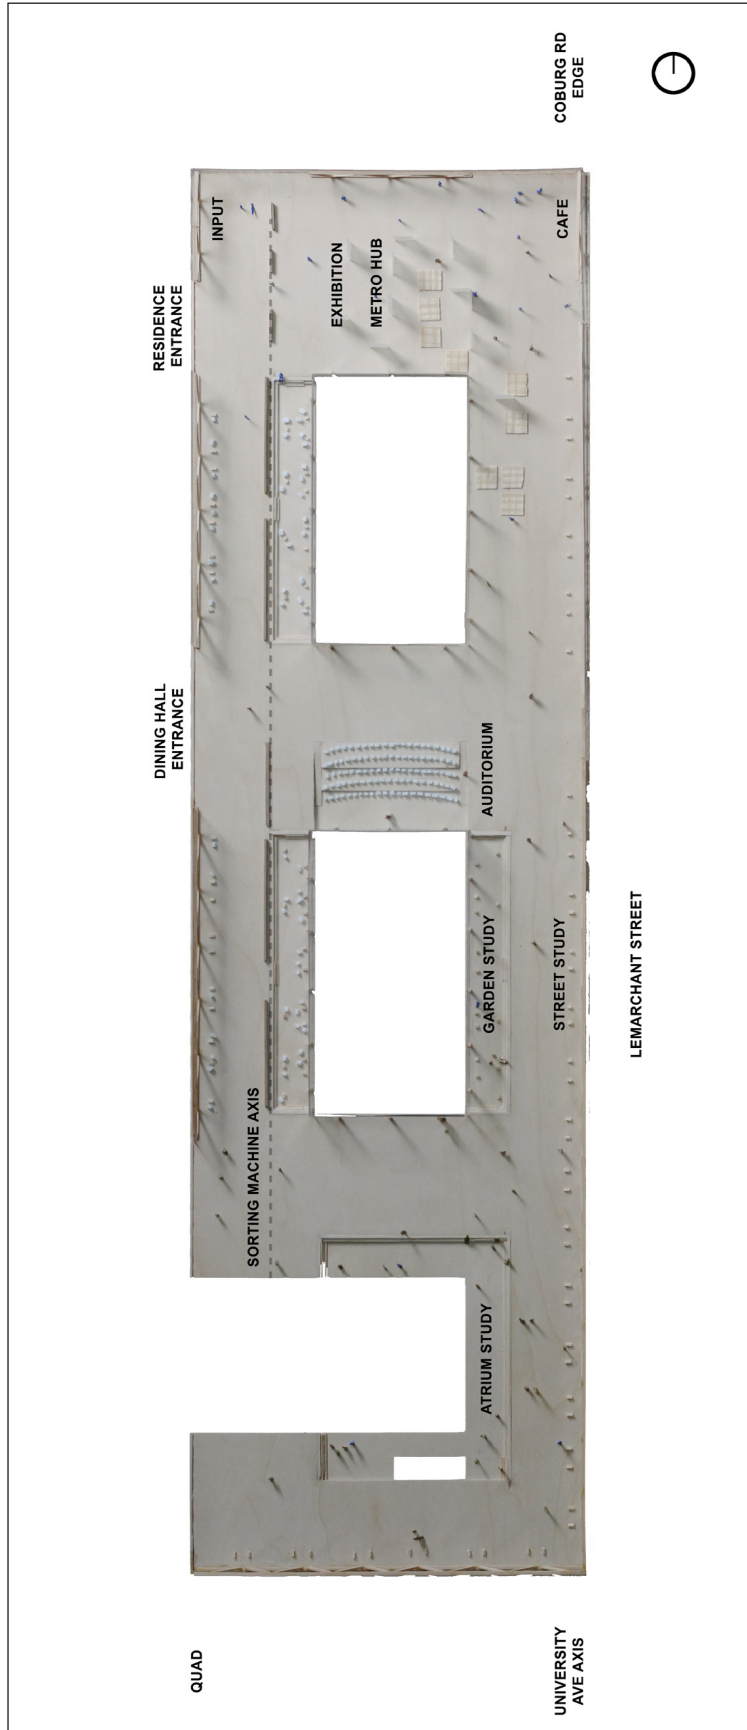 COBURG RD
EDGE
INPUT
CAFE
EXHIBITION
METRO HUB
RESIDENCE
ENTRANCE
DINING HALL
ENTRANCE
AUDITORIUM
GARDEN STUDY
STREET STUDY
LEMARCHANT STREET
SORTING MACHINE AXIS
ATRIUM STUDY
QUAD
UNIVERSITY
AVE AXIS